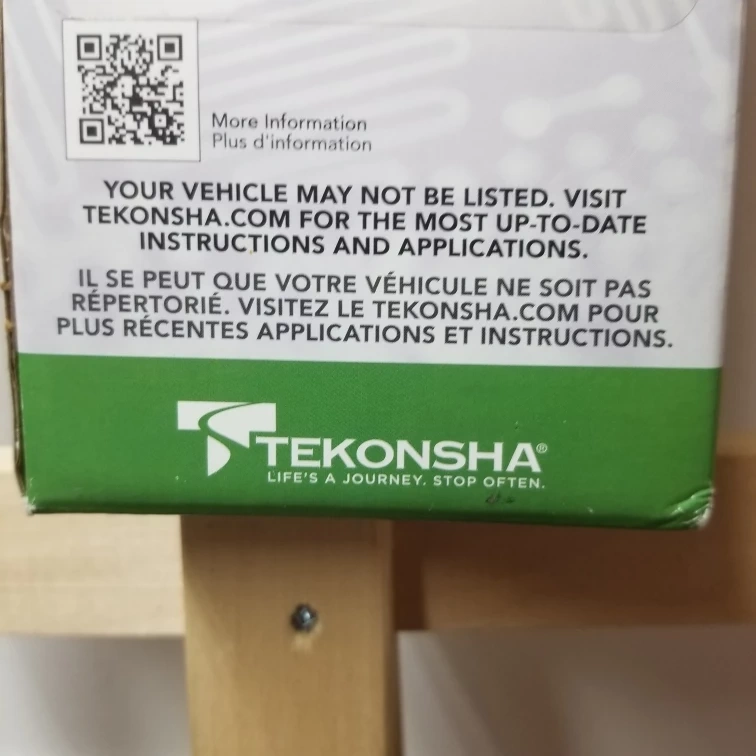 More Information
Plus d'information
YOUR VEHICLE MAY NOT BE LISTED. VISIT
TEKONSHA.COM FOR THE MOST UP-TO-DATE
INSTRUCTIONS AND APPLICATIONS.
IL SE PEUT QUE VOTRE VÉHICULE NE SOIT PAS
RÉPERTORIÉ. VISITEZ LE TEKONSHA.COM POUR
PLUS RÉCENTES APPLICATIONS ET INSTRUCTIONS.
TEKONSHA®
LIFE'S A JOURNEY. STOP OFTEN.